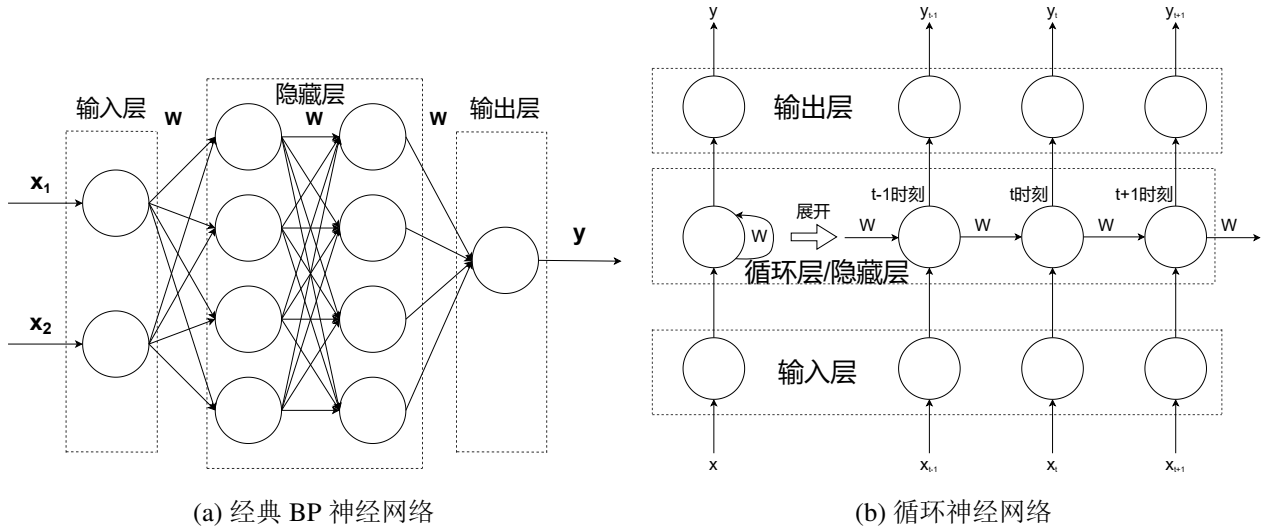 输入层
W
隐藏层
W
W
输出层
x1
x2
y
(a) 经典 BP 神经网络
y
yt-1
yt
yt+1
输出层
t-1时刻
t时刻
t+1时刻
展开
W
W
W
W
W
循环层/隐藏层
输入层
x
xt-1
xt
xt+1
(b) 循环神经网络